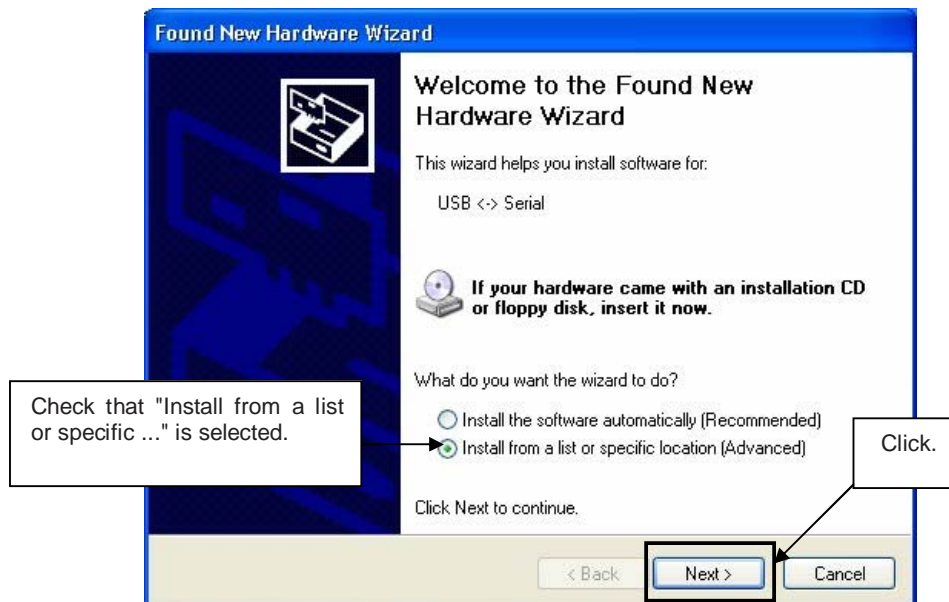 Found New Hardware Wizard
Welcome to the Found New
Hardware Wizard
This wizard helps you install software for:
USB <-> Serial
If your hardware came with an installation CD
or floppy disk, insert it now.
What do you want the wizard to do?
Check that "Install from a list
or specific ..." is selected.
Install the software automatically (Recommended)
Install from a list or specific location (Advanced)
Click.
Click Next to continue.
< Back
Next >
Cancel